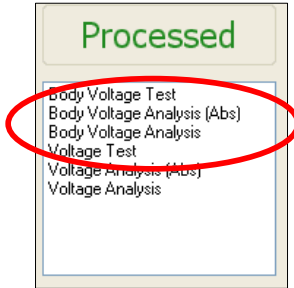 Processed
Body Voltage Test
Body Voltage Analysis (Abs)
Body Voltage Analysis
Voltage Test
Voltage Analysis (Abs)
Voltage Analysis